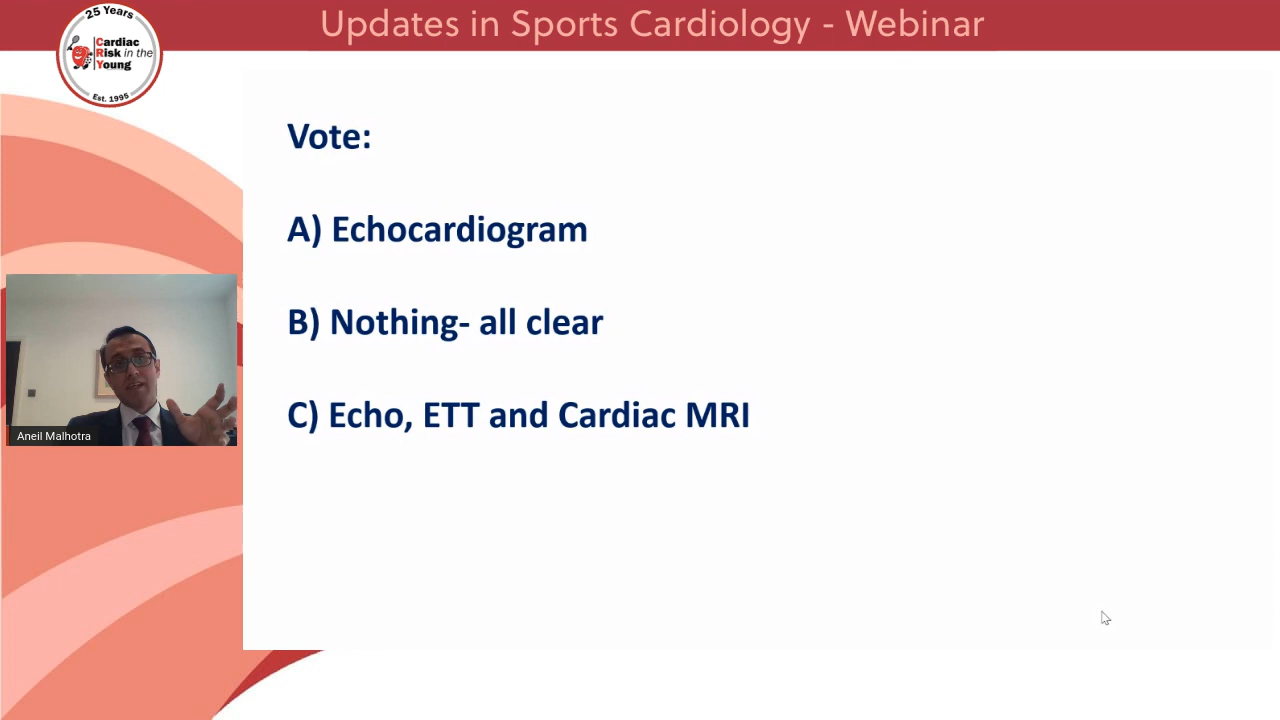 Updates in Sports Cardiology - Webinar
25 Years
Cardiac
Risk in the
Young
Est. 1995
Vote:
A) Echocardiogram
B) Nothing- all clear
C) Echo, ETT and Cardiac MRI
Aneil Malhotra